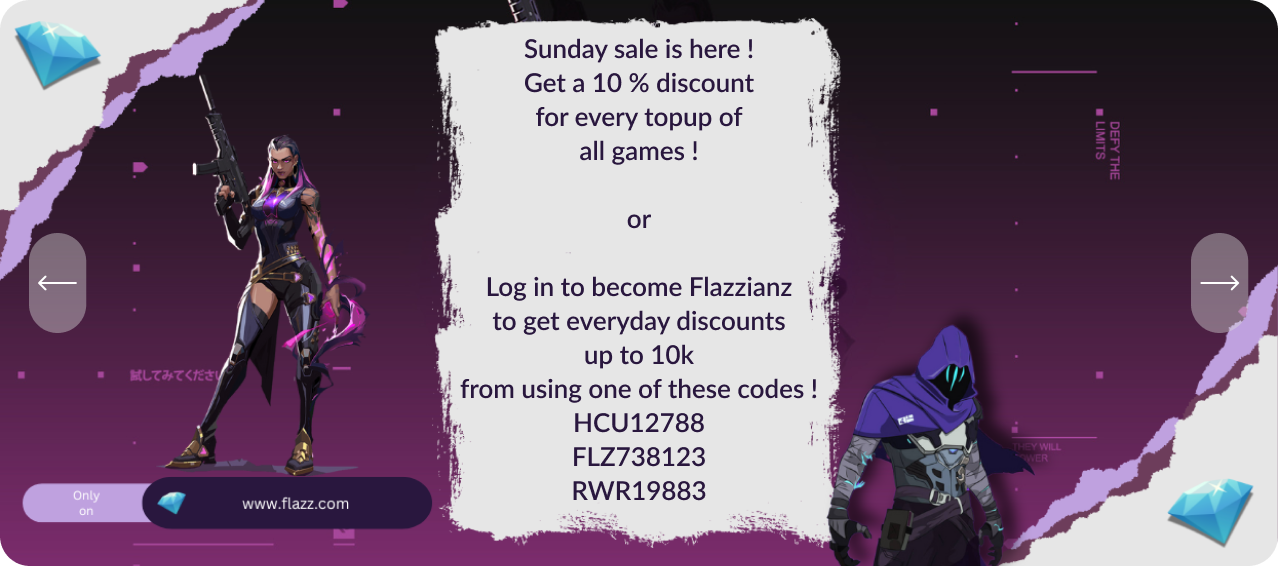 Sunday sale is here !
Get a 10 % discount
for every topup of
all games !
or
Log in to become Flazzianz
to get everyday discounts
up to 10k
from using one of these codes !
HCU12788
FLZ738123
RWR19883
DEFY THE
LIMITS
試してみてください
THEY WILL
Only
on
www.flazz.com